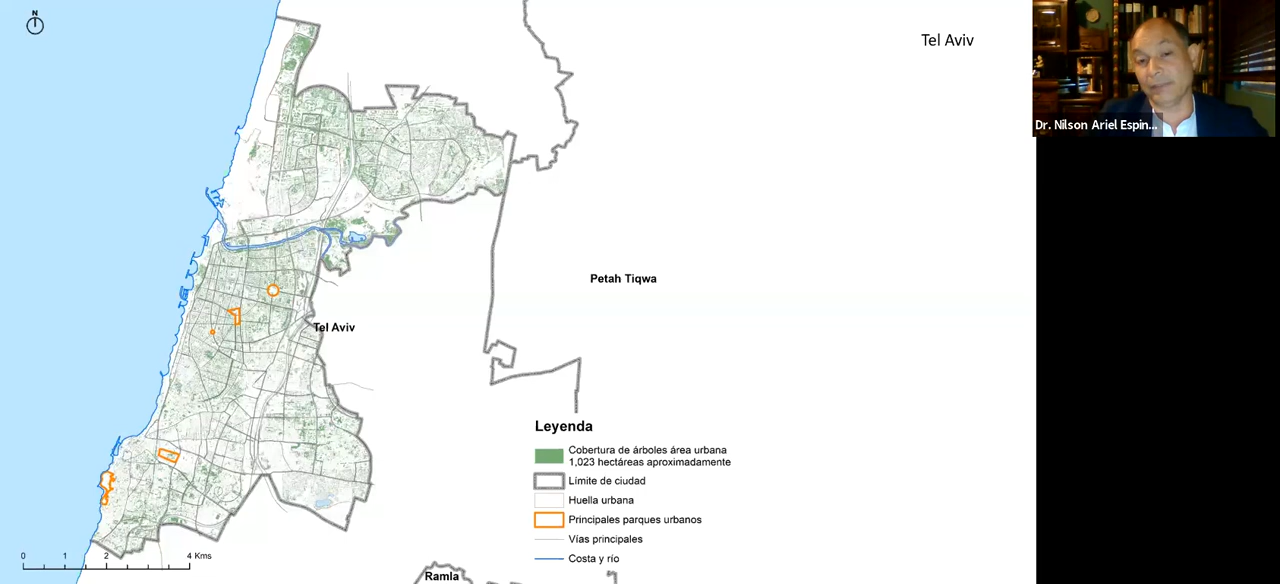 N
Tel Aviv
Dr. Nilson Ariel Espin...
Petah Tiqwa
Tel Aviv
Leyenda
Cobertura de árboles área urbana
1,023 hectáreas aproximadamente
Límite de ciudad
Huella urbana
Principales parques urbanos
Vías principales
Costa y río
0 1 2 4 Kms
Ramla